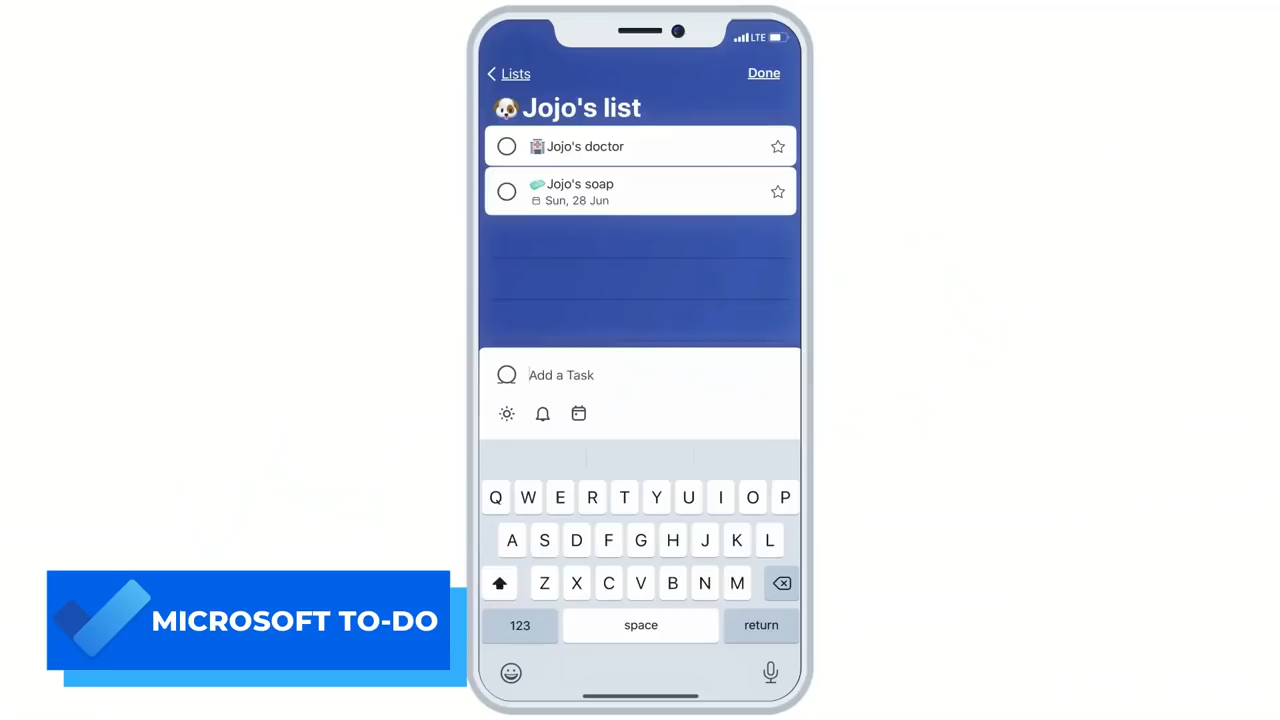 LTE
Lists
Done
🐶Jojo's list
🏥Jojo's doctor
🧼Jojo's soap
Sun, 28 Jun
Add a Task
Q W E R T Y U I O P
A S D F G H J K L
Z X C V B N M
123 space return
MICROSOFT TO-DO